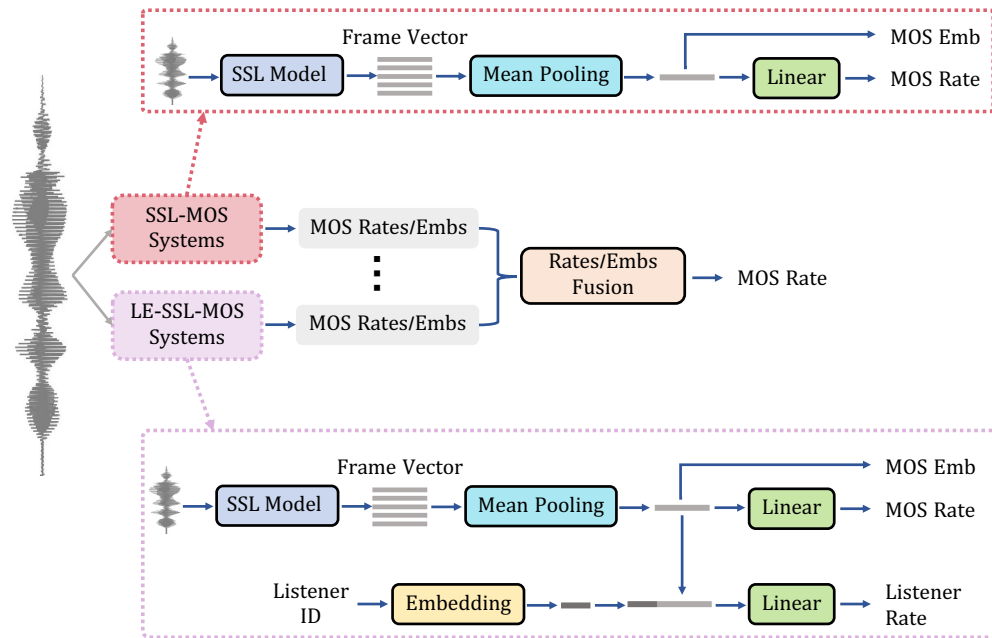 Frame Vector
MOS Emb
SSL Model
Mean Pooling
Linear
MOS Rate
SSL-MOS
Systems
MOS Rates/Embs
Rates/Embs
Fusion
MOS Rate
LE-SSL-MOS
Systems
MOS Rates/Embs
Frame Vector
MOS Emb
SSL Model
Mean Pooling
Linear
MOS Rate
Listener
ID
Embedding
Linear
Listener
Rate